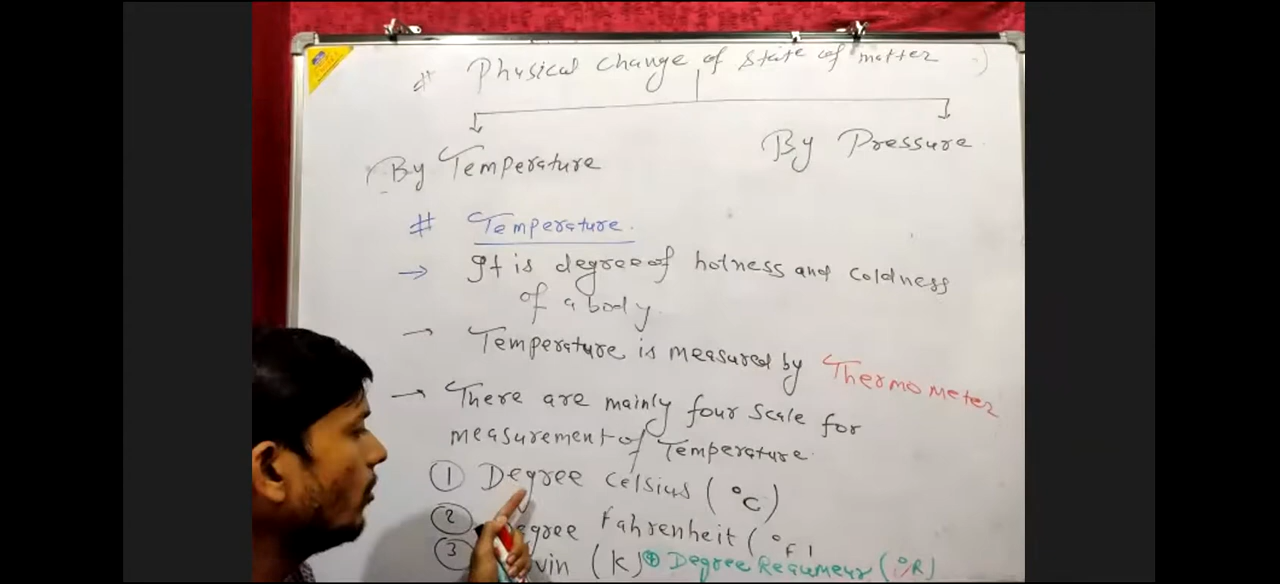 # Physical change of state of matter
By Temperature
By Pressure
# Temperature.
→ It is degree of hotness and coldness
of a body.
→ Temperature is measured by Thermometer
→ There are mainly four scale for
measurement of Temperature.
① Degree Celsius (°C)
② Degree Fahrenheit (°F)
③ vin (K) ④ Degree Reaumeur (°R)